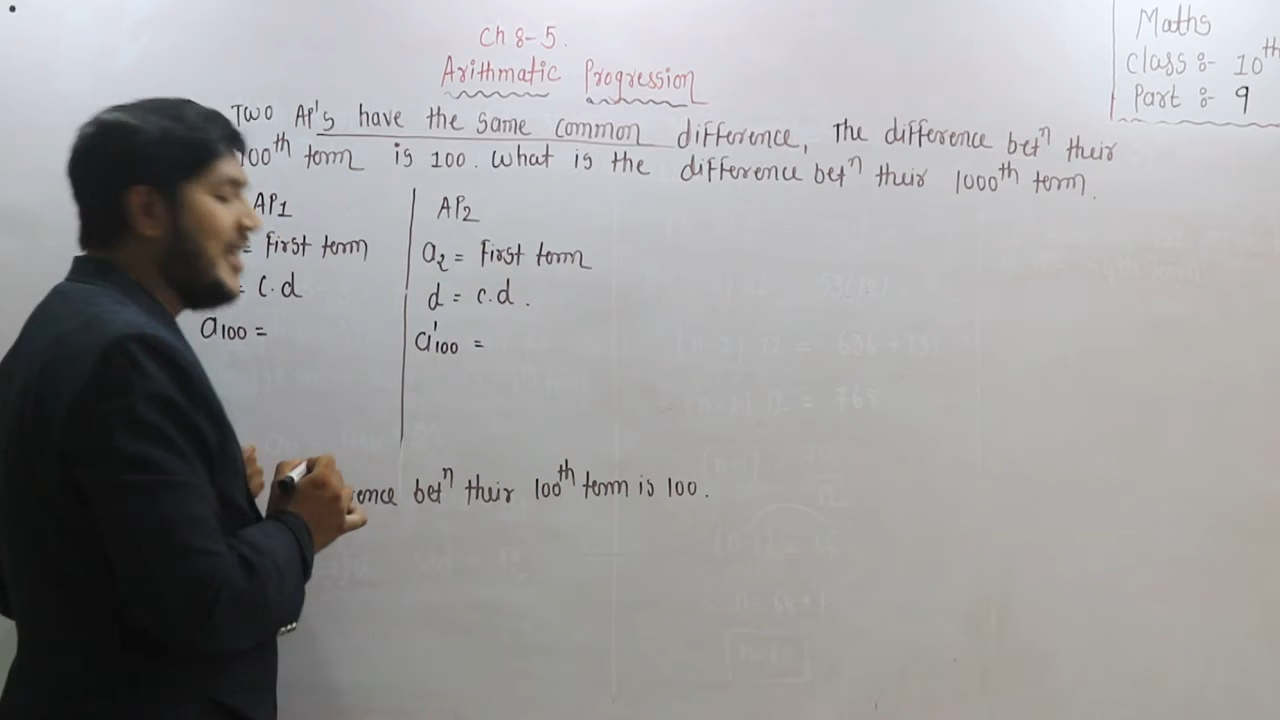 Ch 8-5.
Arithmatic Progression
Maths
Class :- 10th
Part :- 9
Two AP's have the same common difference, The difference betn their
100th term is 100. What is the difference betn their 1000th term.
AP1
= First term
= c.d
a100 =
AP2
a2 = First term
d = c.d.
a'100 =
betn their 100th term is 100.